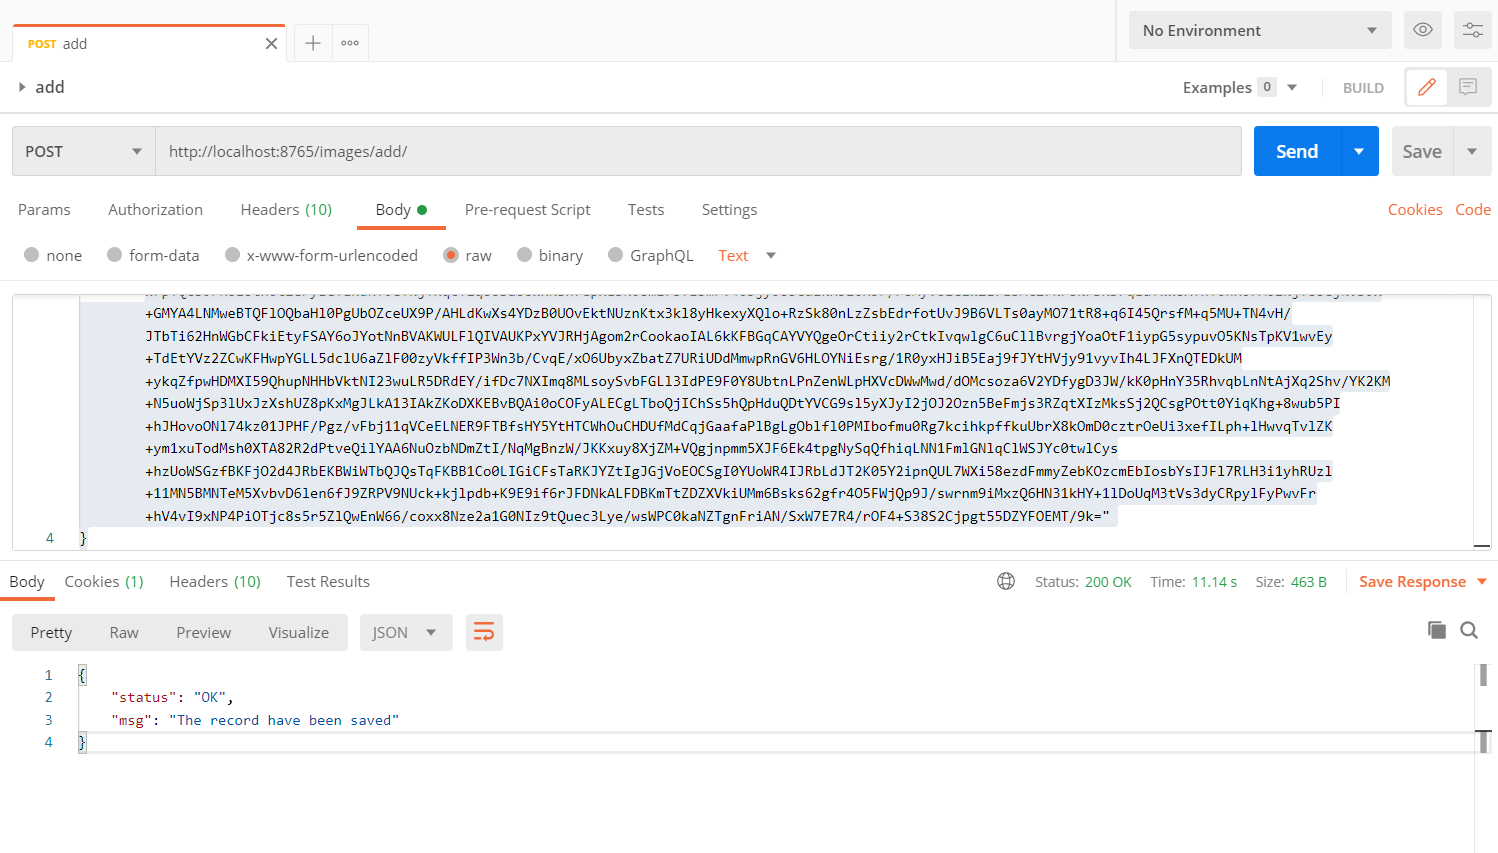 POST add
No Environment
add
Examples 0
BUILD
POST
http://localhost:8765/images/add/
Send
Save
Params Authorization Headers (10) Body Pre-request Script Tests Settings Cookies Code
none form-data x-www-form-urlencoded raw binary GraphQL Text
+GMYA4LNMweBTQFlOQbaHl0PgUbOZceUX9P/AHLdKwXs4YDzB0UOvEktNUznKtx3kl8yHkexyXQlo+RzSk80nLzZsbEdrfotUvJ9B6VLTs0ayMO71tR8+q6I45QrsfM+q5MU+TN4vH/
JTbTi62HnWGbCFkiEtyFSAY6oJYotNnBVAKWULFlQIVAUKPxYVJRHjAgom2rCookaoIAL6kKFBGqCAYVYQgeOrCtiiy2rCtkIvqwlgC6uCllBvrgjYoaOtF1iypG5sypuvO5KNsTpKV1wvEy
+TdEtYVz2ZCwKFHwpYGLL5dclU6aZlF00zyVkffIP3Wn3b/CvqE/xO6UbyxZbatZ7URiUDdMmwpRnGV6HLOYNiEsrg/1R0yxHJiB5Eaj9fJYtHVjy91vyvIh4LJFXnQTEDkUM
+ykqZfpwHDMXI59QhupNHHbVktNI23wuLR5DRdEY/ifDc7NXImq8MLsoySvbFGLl3IdPE9F0Y8UbtnLPnZenWLpHXVcDWwMwd/dOMcsoza6V2YDfygD3JW/kK0pHnY35RhvqbLnNtAjXq2Shv/YK2KM
+N5uoWjSp3lUxJzXshUZ8pKxMgJLkA13IAkZKoDXKEBvBQAi0oCOFyALECgLTboQjIChSs5hQpHduQDtYVCG9sl5yXJyI2jOJ2Ozn5BeFmjs3RZqtXIzMksSj2QCsgPOtt0YiqKhg+8wub5PI
+hJHovoONl74kz01JPHF/Pgz/vFbj11qVCeELNER9FTBfsHY5YtHTCWhOuCHDUfMdCqjGaafaPlBgLgOblfl0PMIbofmu0Rg7kcihkpffkuUbrX8kOmD0cztrOeUi3xefILph+lHwvqTvlZK
+ym1xuTodMsh0XTA82R2dPtveQilYAA6NuOzbNDmZtI/NqMgBnzW/JKKxuy8XjZM+VQgjnpmm5XJF6Ek4tpgNySqQfhiqLNN1FmlGNlqClWSJYc0twlCys
+hzUoWSGzfBKFjO2d4JRbEKBWiWTbQJQsTqFKBB1Co0LIGiCFsTaRKJYZtIgJGjVoEOCSgI0YUoWR4IJRbLdJT2K05Y2ipnQUL7WXi58ezdFmmyZebKOzcmEbIosbYsIJFl7RLH3i1yhRUzl
+11MN5BMNTeM5XvbvD6len6fJ9ZRPV9NUck+kjlpdb+K9E9if6rJFDNkALFDBKmTtZDZXVkiUMm6Bsks62gfr4O5FWjQp9J/swrnm9iMxzQ6HN31kHY+1lDoUqM3tVs3dyCRpylFyPwvFr
+hV4vI9xNP4PiOTjc8s5r5ZlQwEnW66/coxx8Nze2a1G0NIz9tQuec3Lye/wsWPC0kaNZTgnFriAN/SxW7E7R4/rOF4+S38S2Cjpgt55DZYFOEMT/9k="
4 }
Body Cookies (1) Headers (10) Test Results Status: 200 OK Time: 11.14 s Size: 463 B Save Response
Pretty Raw Preview Visualize JSON
1 {
2 "status": "OK",
3 "msg": "The record have been saved"
4 }